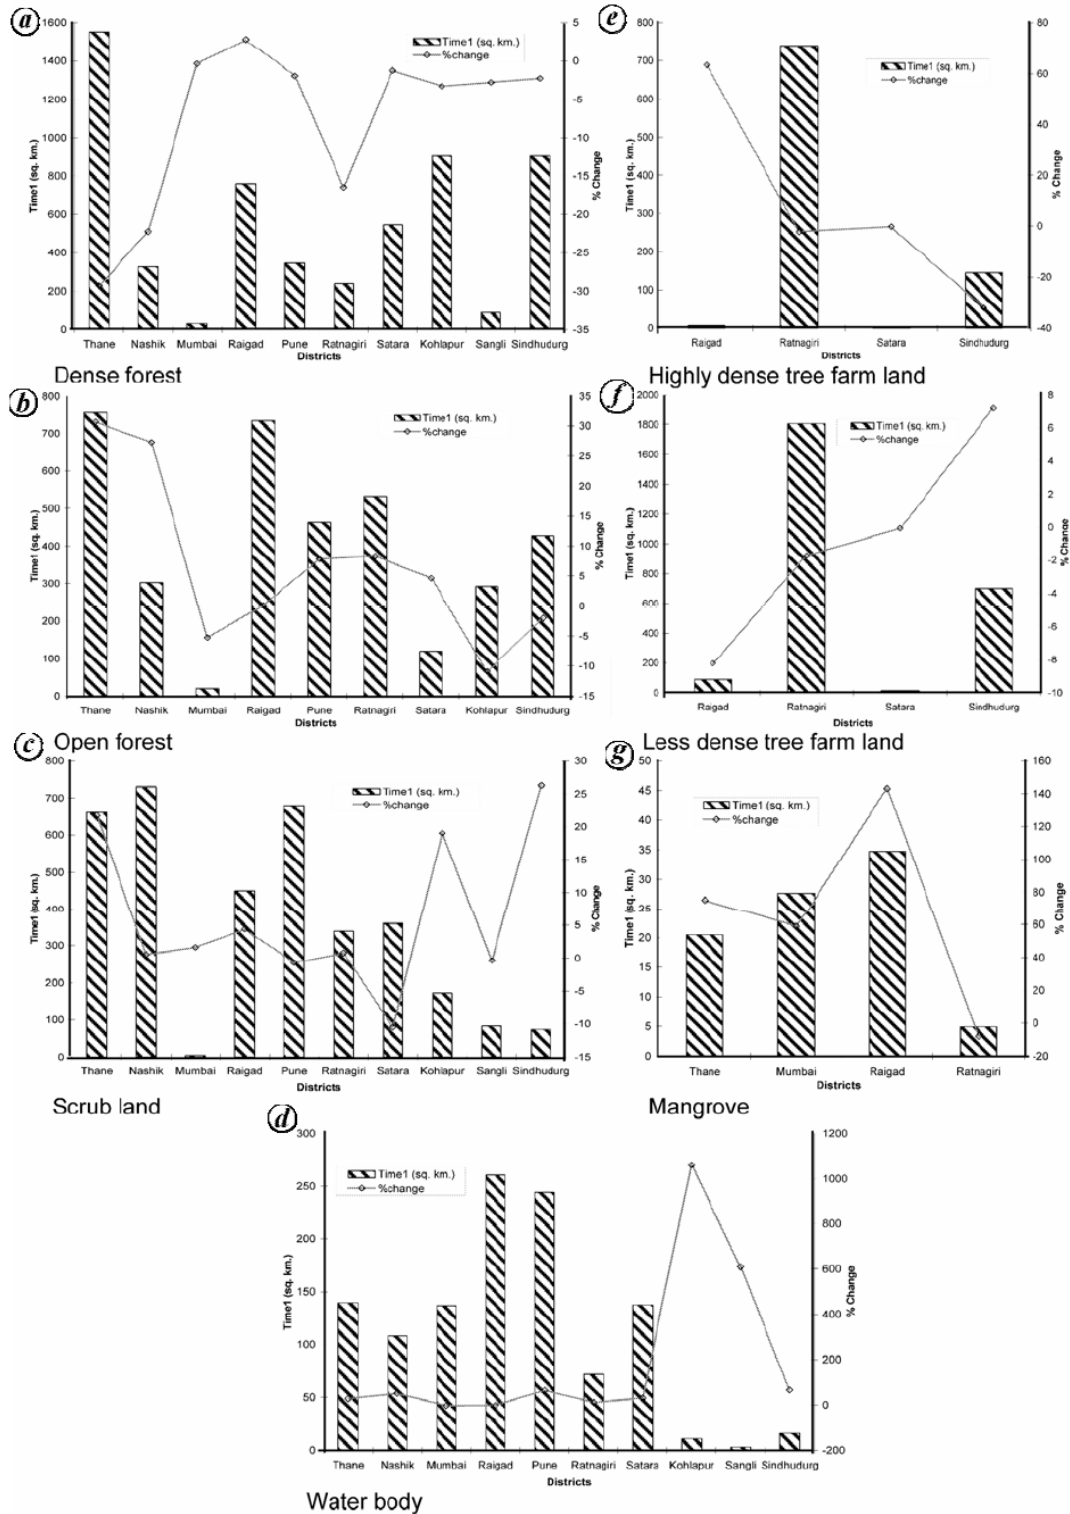 a
1600
1400
1200
1000
800
600
400
200
0
Time1 (sq. km.)
Time1 (sq. km.)
%change
5
0
-5
-10
-15
-20
-25
-30
-35
% Change
Thane Nashik Mumbai Raigad Pune Ratnagiri Satara Kohlapur Sangli Sindhudurg
Districts
Dense forest
e
800
700
600
500
400
300
200
100
0
Time1 (sq. km.)
Time1 (sq. km.)
%change
80
60
40
20
0
-20
-40
% Change
Raigad Ratnagiri Satara Sindhudurg
Districts
Highly dense tree farm land
b
800
700
600
500
400
300
200
100
0
Time1 (sq. km.)
Time1 (sq. km.)
%change
35
30
25
20
15
10
5
0
-5
-10
-15
% Change
Thane Nashik Mumbai Raigad Pune Ratnagiri Satara Kohlapur Sindhudurg
Districts
Open forest
f
2000
1800
1600
1400
1200
1000
800
600
400
200
0
Time1 (sq. km.)
Time1 (sq. km.)
%change
8
6
4
2
0
-2
-4
-6
-8
-10
% Change
Raigad Ratnagiri Satara Sindhudurg
Districts
Less dense tree farm land
c
800
700
600
500
400
300
200
100
0
Time1 (sq. km.)
Time1 (sq. km.)
%change
30
25
20
15
10
5
0
-5
-10
-15
% Change
Thane Nashik Mumbai Raigad Pune Ratnagiri Satara Kohlapur Sangli Sindhudurg
Districts
Scrub land
g
50
45
40
35
30
25
20
15
10
5
0
Time1 (sq. km.)
Time1 (sq. km.)
%change
160
140
120
100
80
60
40
20
0
-20
% Change
Thane Mumbai Raigad Ratnagiri
Districts
Mangrove
d
300
250
200
150
100
50
0
Time1 (sq. km.)
Time1 (sq. km.)
%change
1200
1000
800
600
400
200
0
-200
% Change
Thane Nashik Mumbai Raigad Pune Ratnagiri Satara Kohlapur Sangli Sindhudurg
Districts
Water body